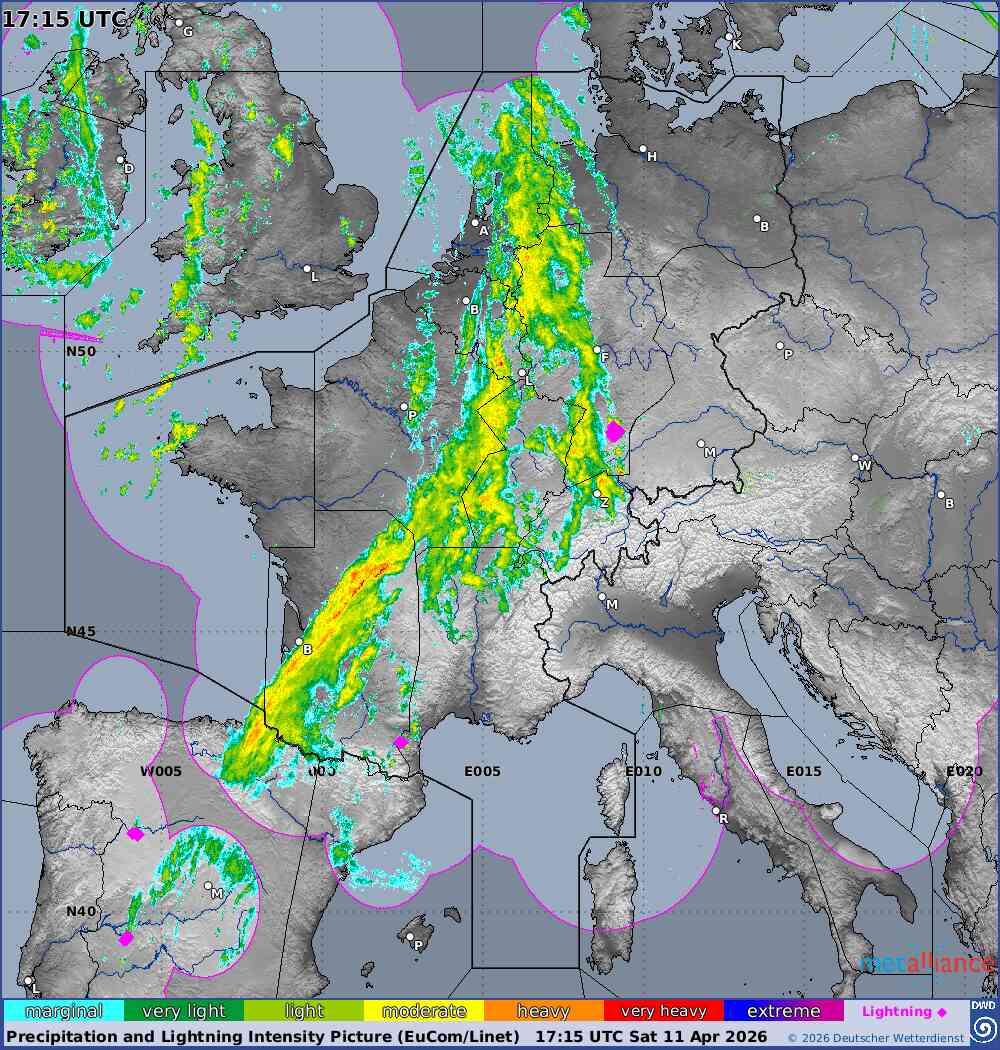 17:15 UTC
G
K
H
D
B
A
L
B
N50
F
P
L
P
M
W
Z
B
M
N45
B
W005
000
E005
E010
E015
E020
R
M
N40
P
L
metalliance
marginal very light light moderate heavy very heavy extreme Lightning ◆ DWD
Precipitation and Lightning Intensity Picture (EuCom/Linet) 17:15 UTC Sat 11 Apr 2026 © 2026 Deutscher Wetterdienst